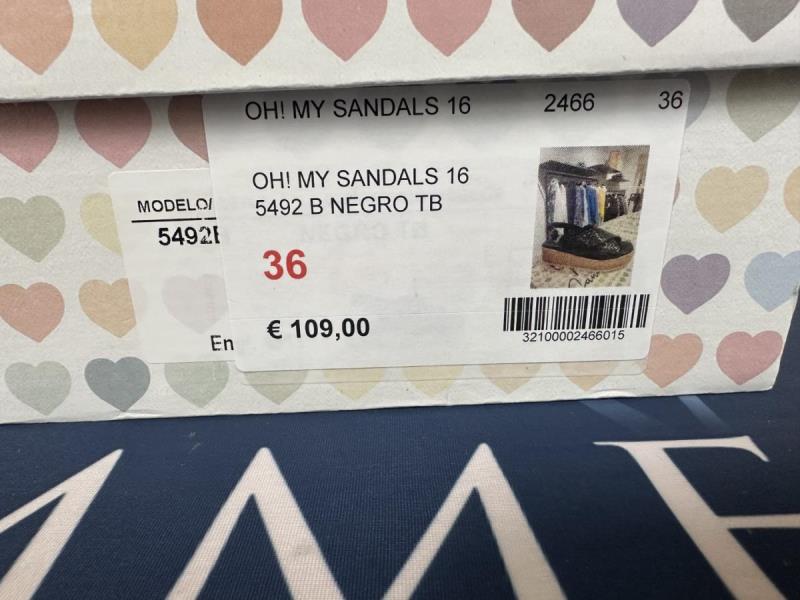 OH! MY SANDALS 16 2466 36
OH! MY SANDALS 16
5492 B NEGRO TB
36
€ 109,00
32100002466015
MODELO/
5492
En